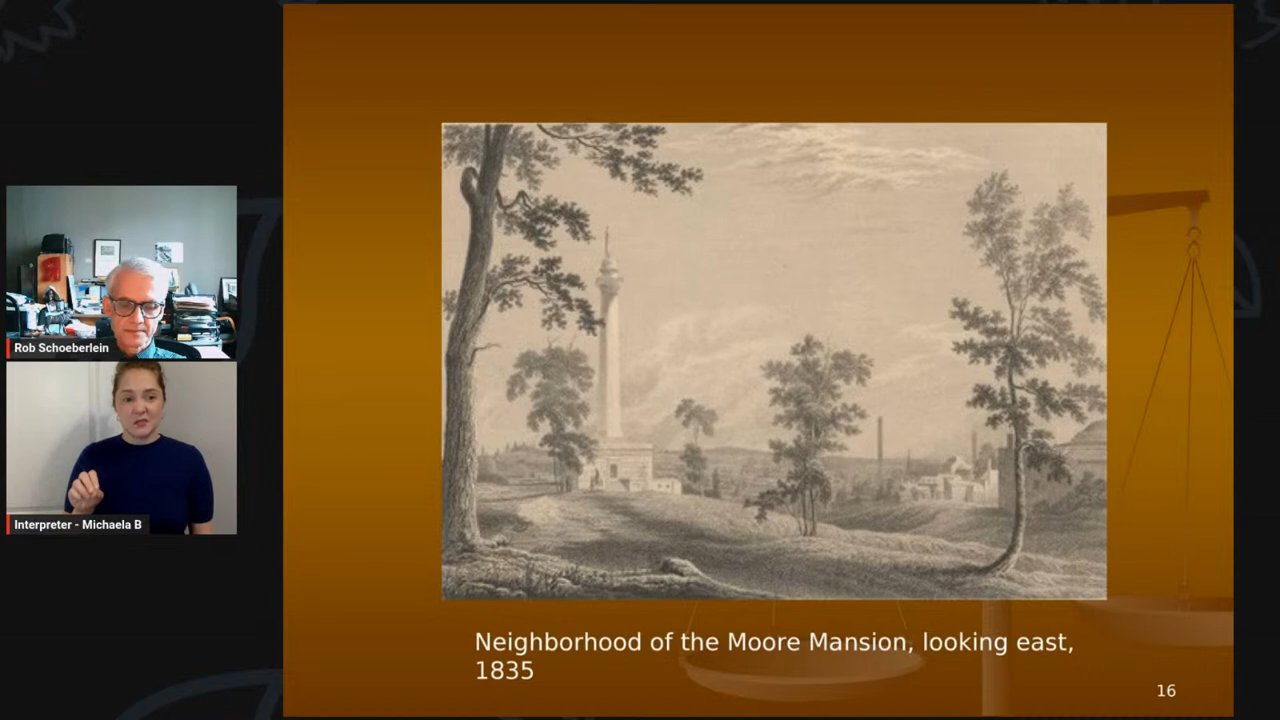 Rob Schoeberlein
Interpreter - Michaela B
Neighborhood of the Moore Mansion, looking east,
1835
16